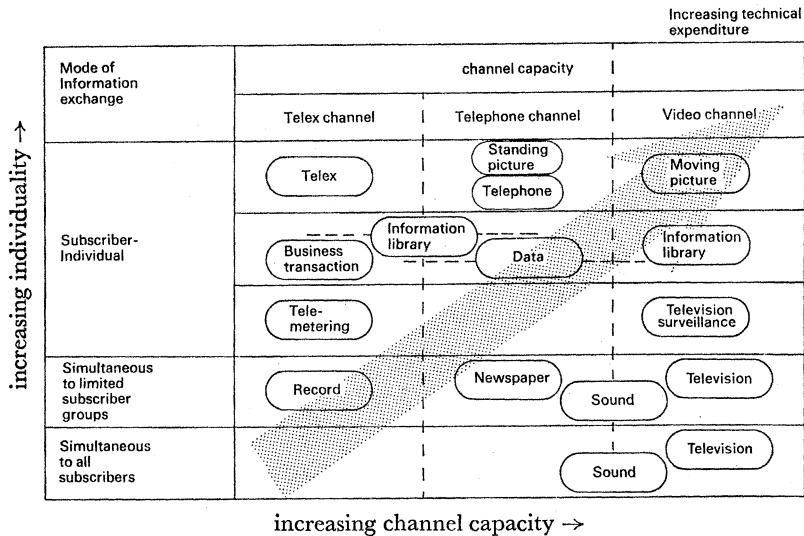 Increasing technical
expenditure
Mode of
Information
exchange
channel capacity
Telex channel
Telephone channel
Video channel
increasing individuality →
Subscriber-
Individual
Telex
Standing
picture
Telephone
Moving
picture
Business
transaction
Information
library
Data
Information
library
Tele-
metering
Television
surveillance
Simultaneous
to limited
subscriber
groups
Record
Newspaper
Sound
Television
Simultaneous
to all
subscribers
Sound
Television
increasing channel capacity →